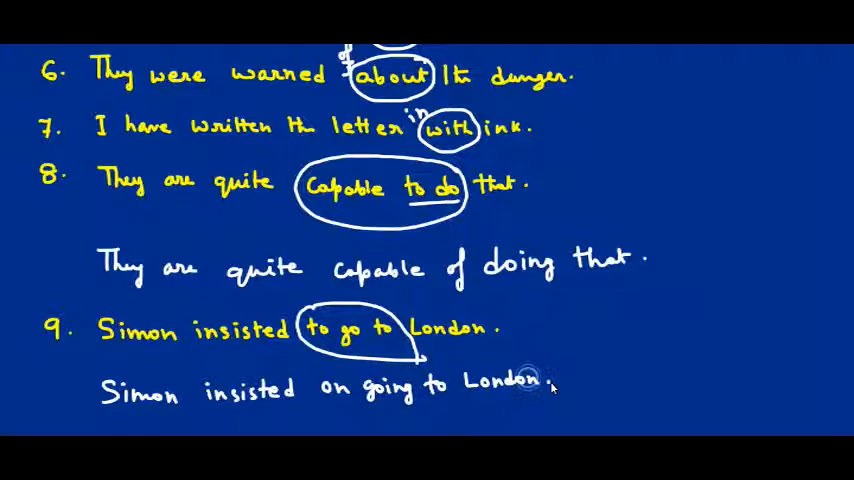 of
6. They were warned about the danger.
in
7. I have written the letter with ink.
8. They are quite capable to do that.
They are quite capable of doing that.
9. Simon insisted to go to London.
Simon insisted on going to London.